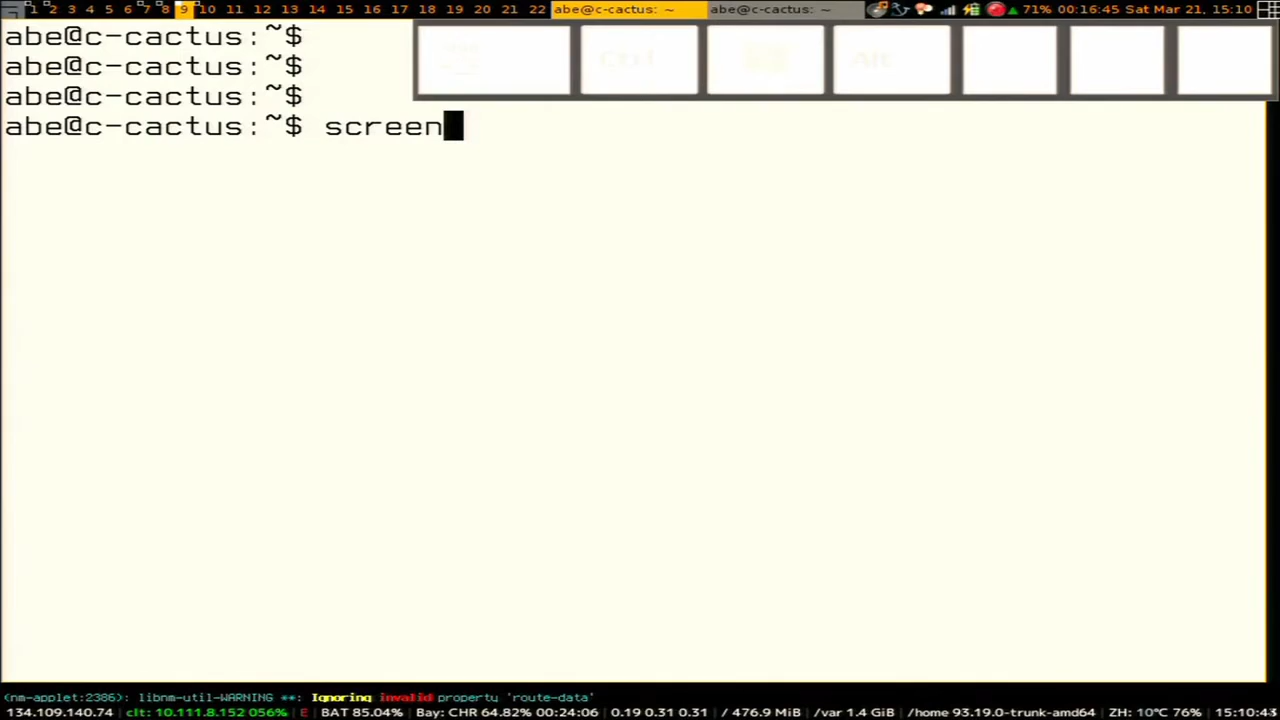 1 2 3 4 5 6 7 8 9 10 11 12 13 14 15 16 17 18 19 20 21 22 abe@c-cactus: ~ abe@c-cactus: ~ 71% 00:16:45 Sat Mar 21, 15:10
abe@c-cactus:~$
Ctrl Alt
abe@c-cactus:~$
abe@c-cactus:~$
abe@c-cactus:~$ screen
(nm-applet:2386): libnm-util-WARNING **: Ignoring invalid property 'route-data'
134.109.140.74 | clt: 10.111.8.152 056% | E | BAT 85.04% | Bay: CHR 64.82% 00:24:06 | 0.19 0.31 0.31 | / 476.9 MiB | /var 1.4 GiB | /home 93.19.0-trunk-amd64 | ZH: 10°C 76% | 15:10:43